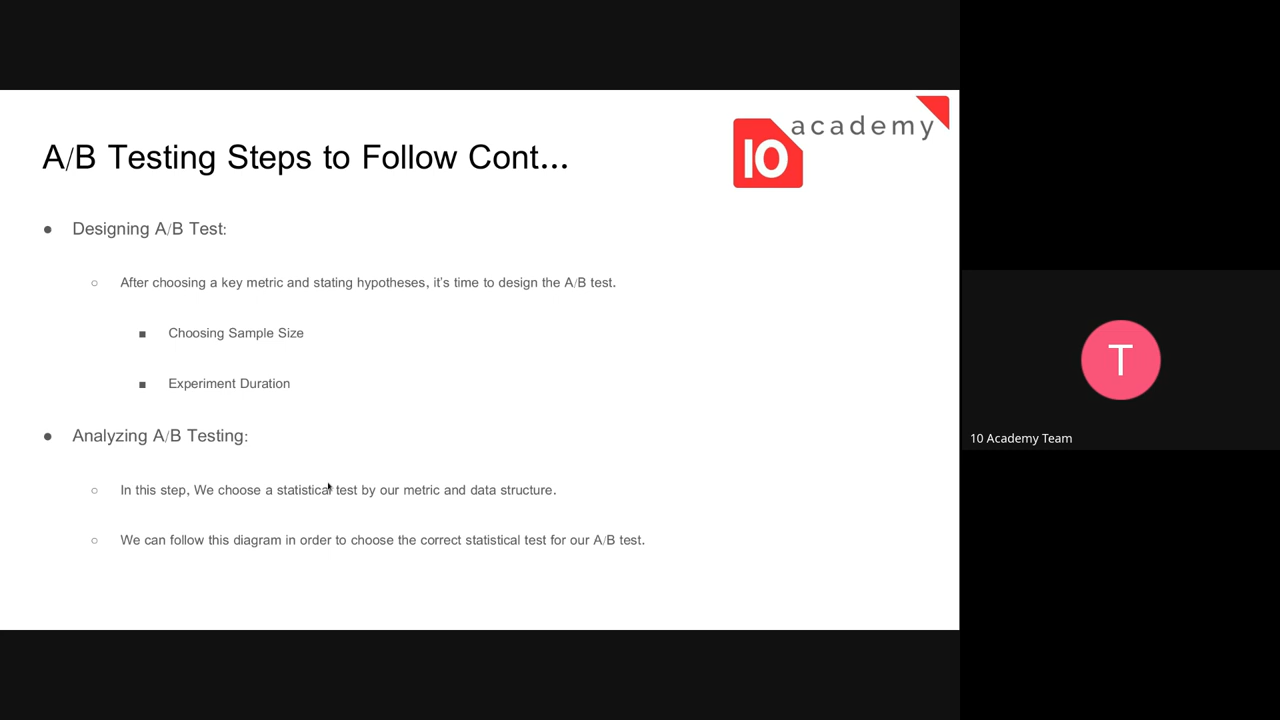 10 academy
A/B Testing Steps to Follow Cont...
● Designing A/B Test:
○ After choosing a key metric and stating hypotheses, it's time to design the A/B test.
■ Choosing Sample Size
■ Experiment Duration
● Analyzing A/B Testing:
○ In this step, We choose a statistical test by our metric and data structure.
○ We can follow this diagram in order to choose the correct statistical test for our A/B test.
T
10 Academy Team